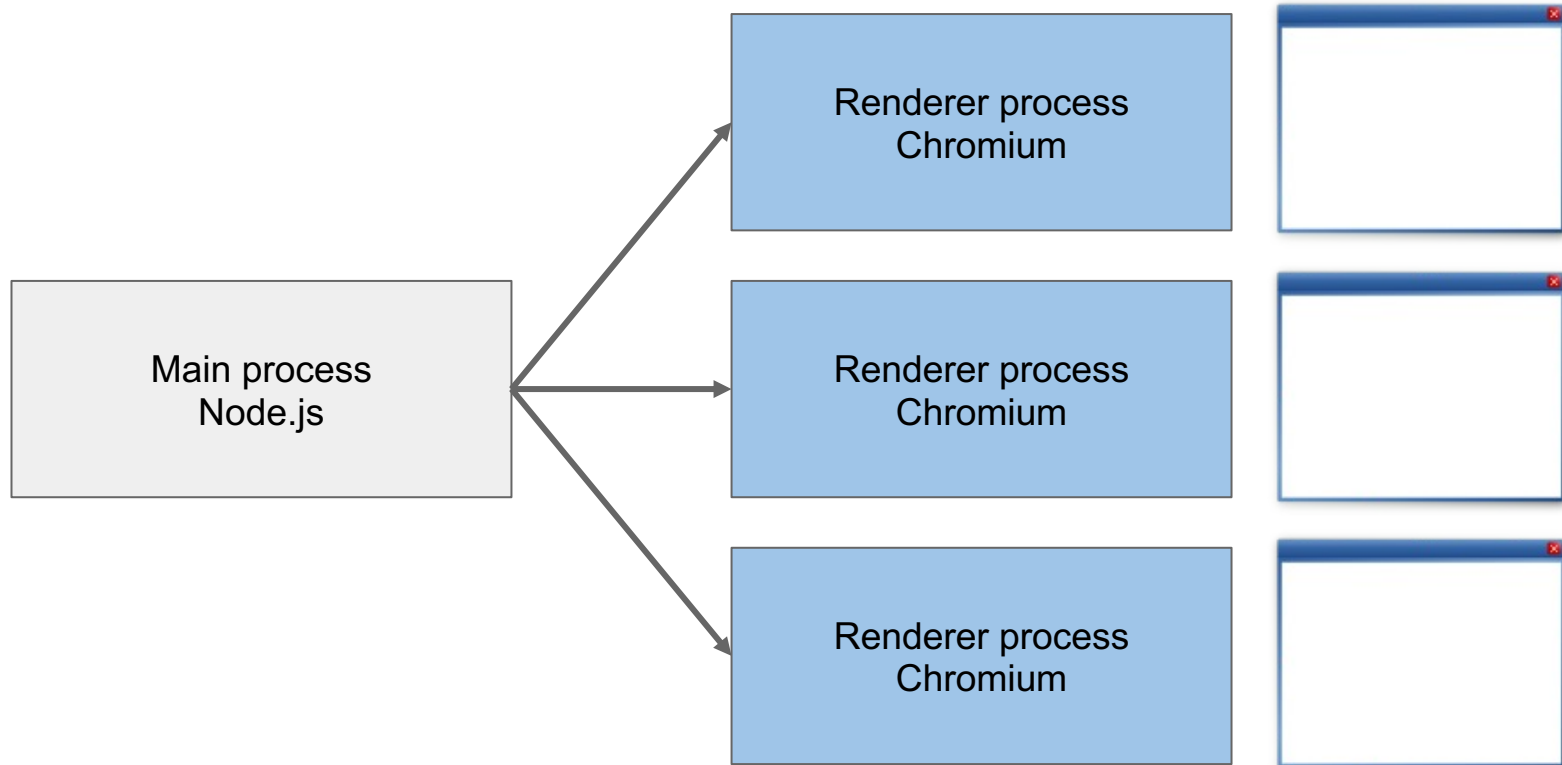 Renderer process
Chromium
Main process
Node.js
Renderer process
Chromium
Renderer process
Chromium